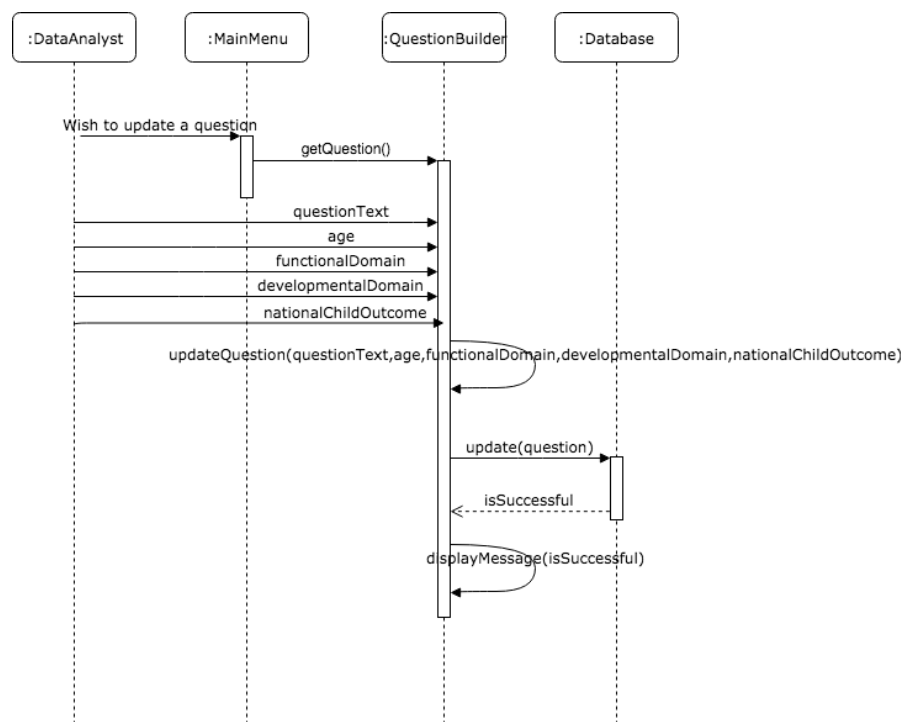 :DataAnalyst
:MainMenu
:QuestionBuilder
:Database
Wish to update a question
getQuestion()
questionText
age
functionalDomain
developmentalDomain
nationalChildOutcome
updateQuestion(questionText,age,functionalDomain,developmentalDomain,nationalChildOutcome)
update(question)
isSuccessful
displayMessage(isSuccessful)